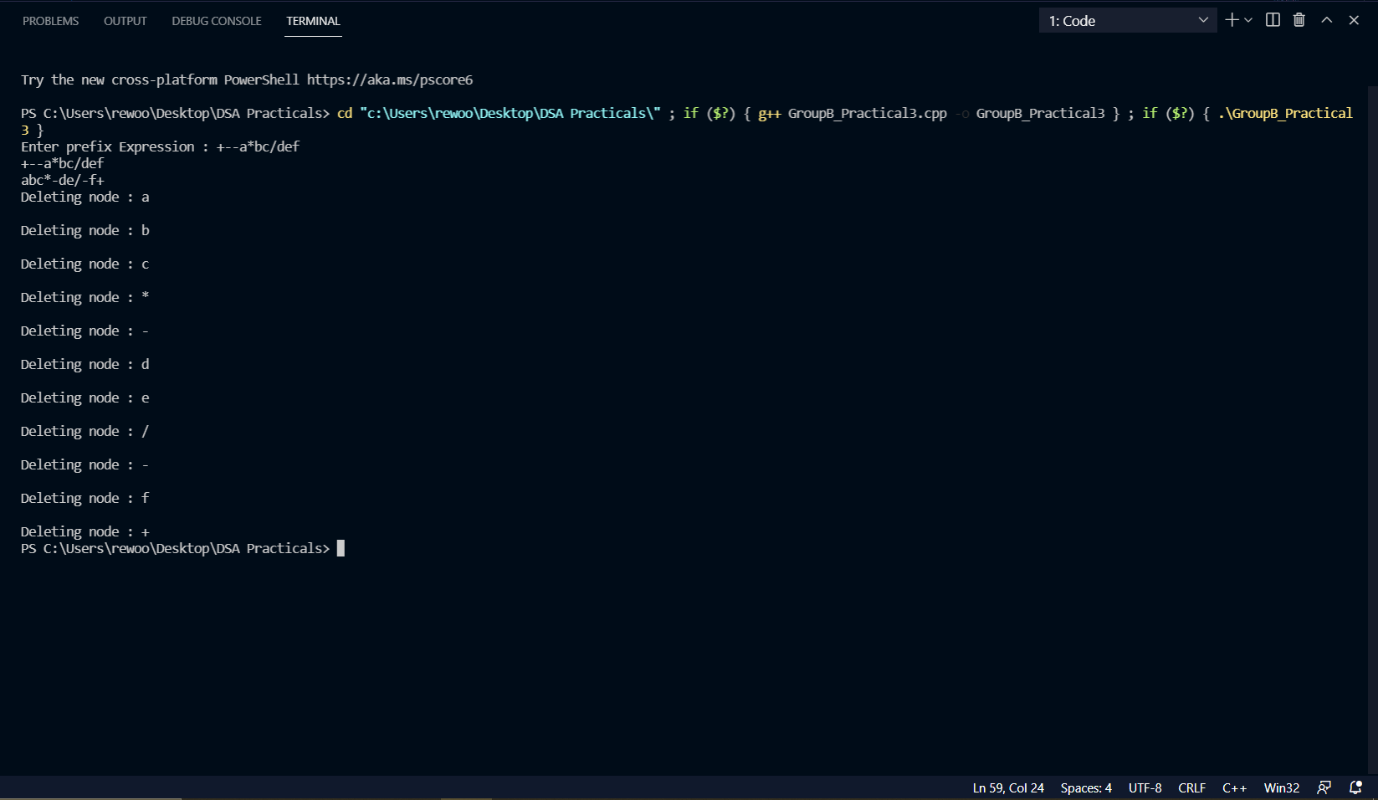 PROBLEMS OUTPUT DEBUG CONSOLE TERMINAL 1: Code
Try the new cross-platform PowerShell https://aka.ms/pscore6
PS C:\Users\rewoo\Desktop\DSA Practicals> cd "c:\Users\rewoo\Desktop\DSA Practicals\" ; if ($?) { g++ GroupB_Practical3.cpp -o GroupB_Practical3 } ; if ($?) { .\GroupB_Practical
3 }
Enter prefix Expression : +--a*bc/def
+--a*bc/def
abc*-de/-f+
Deleting node : a
Deleting node : b
Deleting node : c
Deleting node : *
Deleting node : -
Deleting node : d
Deleting node : e
Deleting node : /
Deleting node : -
Deleting node : f
Deleting node : +
PS C:\Users\rewoo\Desktop\DSA Practicals>
Ln 59, Col 24 Spaces: 4 UTF-8 CRLF C++ Win32